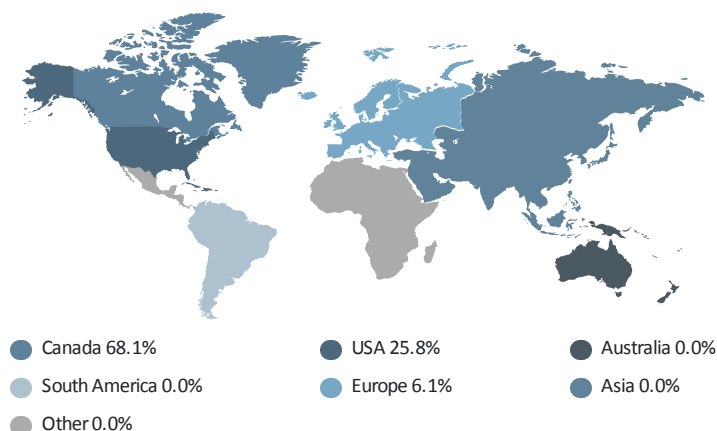 Canada 68.1%
USA 25.8%
Australia 0.0%
South America 0.0%
Europe 6.1%
Asia 0.0%
Other 0.0%